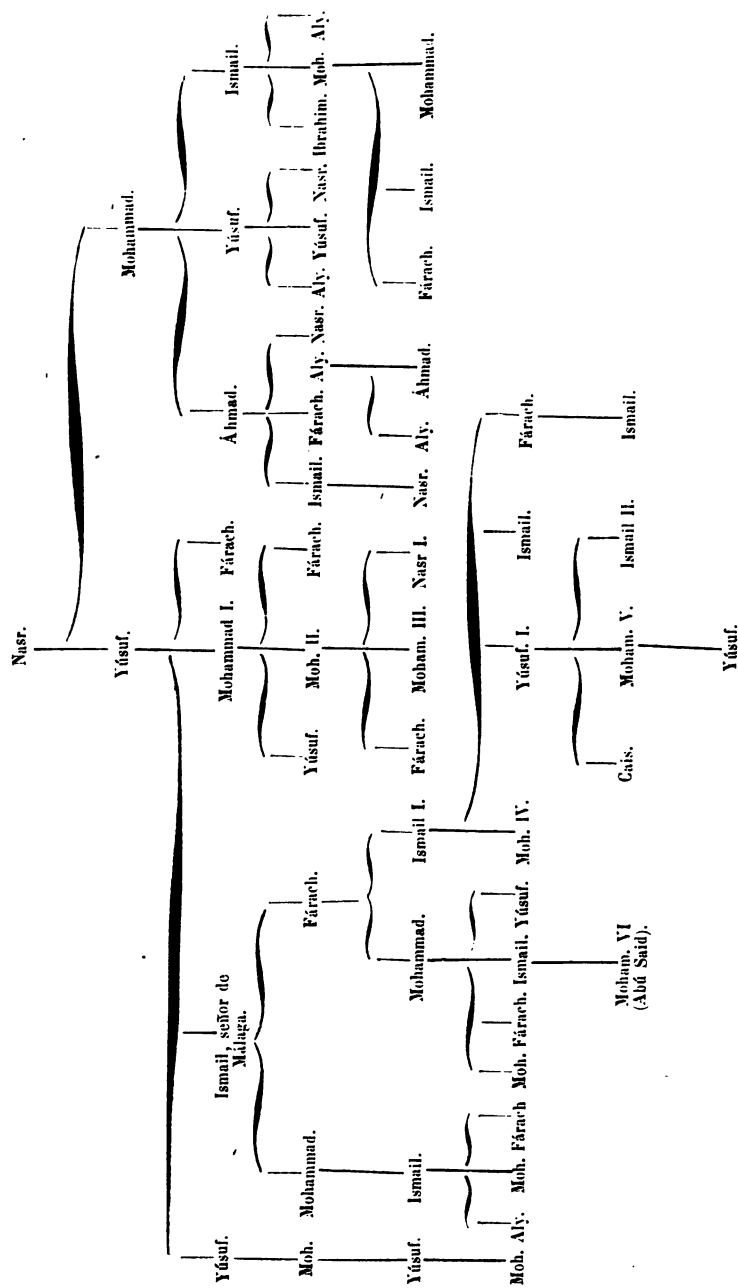 Nasr.
Yúsuf. Mohammad.
Yúsuf. Ismail, señor de Mohammad I. Fárach. Áhmad. Yúsuf. Ismail.
Málaga.
Moh. Mohammad. Fárach. Yúsuf. Moh. II. Fárach. Ismail. Fárach. Aly. Nasr. Aly. Yúsuf. Nasr. Ibrahim. Moh. Aly.
Yúsuf. Ismail. Mohammad. Ismail I. Fárach. Moham. III. Nasr I. Nasr. Aly. Áhmad. Fárach. Ismail. Mohammad.
Moh. Aly. Moh. Fárach Moh. Fárach. Ismail. Yúsuf. Moh. IV. Yúsuf I. Ismail. Fárach.
Moham. VI Cais. Moham. V. Ismail II. Ismail.
(Abú Said).
Yúsuf.